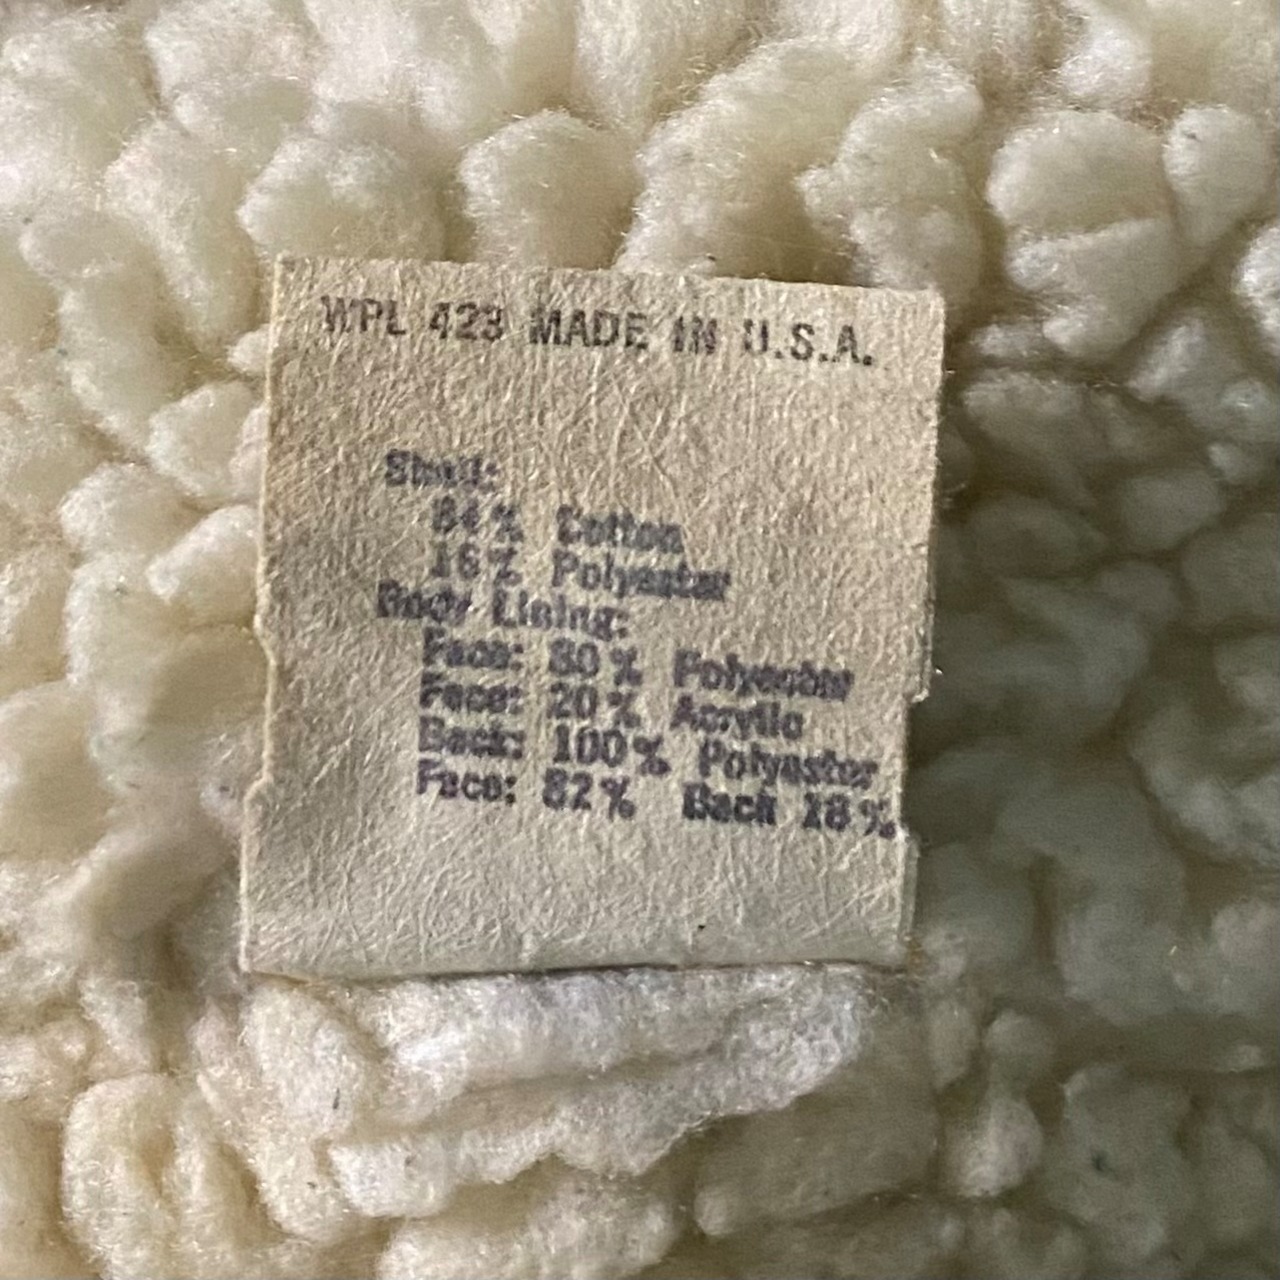 WPL 423 MADE IN U.S.A.
Shell:
84% Cotton
16% Polyester
Body Lining:
Face: 80% Polyester
Face: 20% Acrylic
Back: 100% Polyester
Face: 82% Back 18%